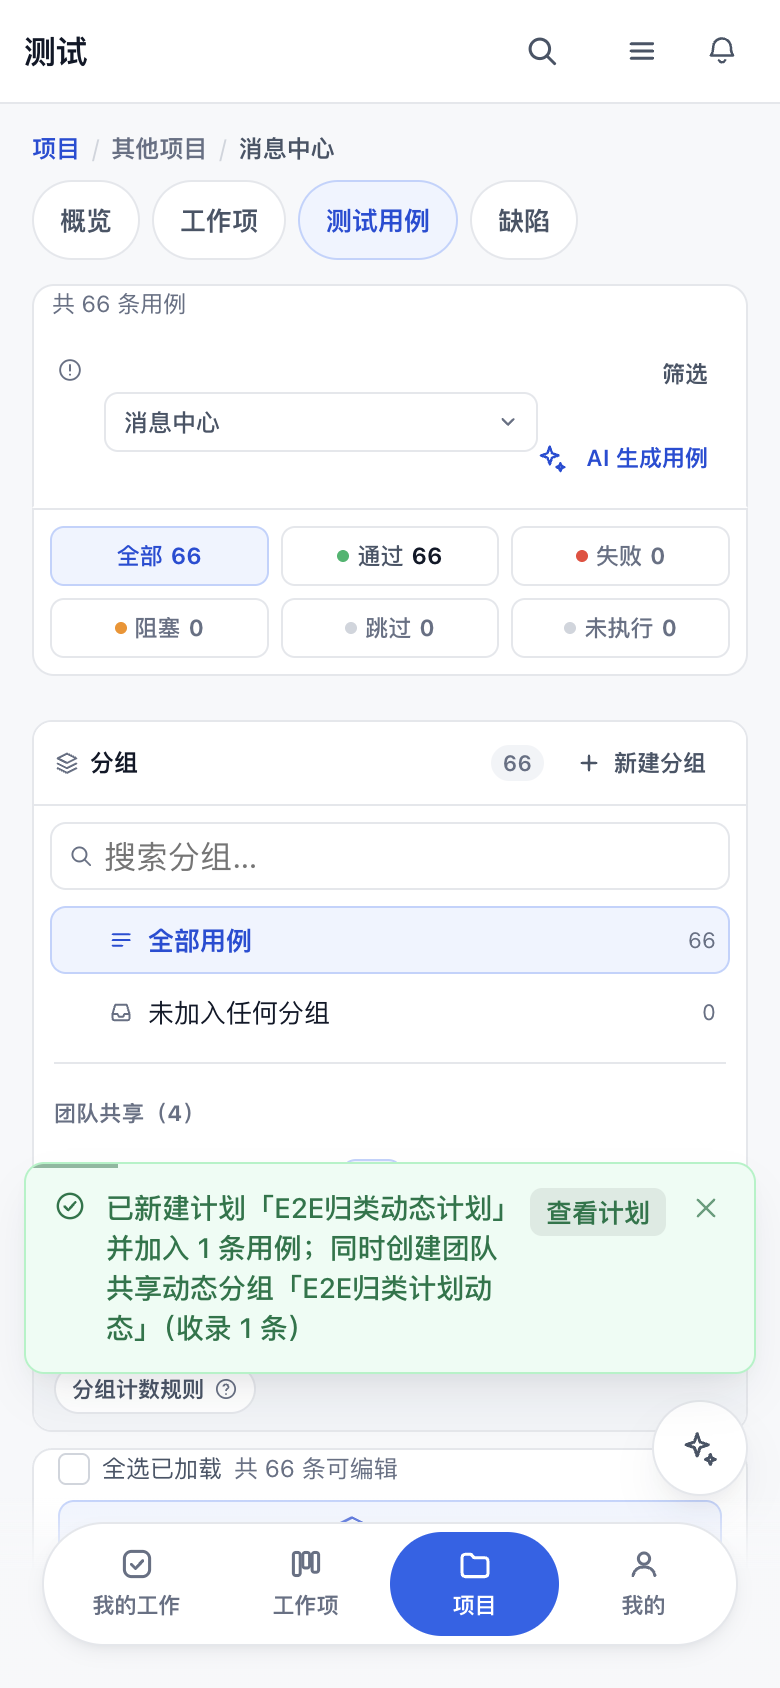 测试
项目 / 其他项目 / 消息中心
概览 工作项 测试用例 缺陷
共 66 条用例
筛选
消息中心
AI 生成用例
全部 66 通过 66 失败 0
阻塞 0 跳过 0 未执行 0
分组 66 新建分组
搜索分组...
全部用例 66
未加入任何分组 0
团队共享（4）
已新建计划「E2E归类动态计划」
并加入 1 条用例；同时创建团队
共享动态分组「E2E归类计划动
态」（收录 1 条）
查看计划
分组计数规则
全选已加载 共 66 条可编辑
我的工作 工作项 项目 我的